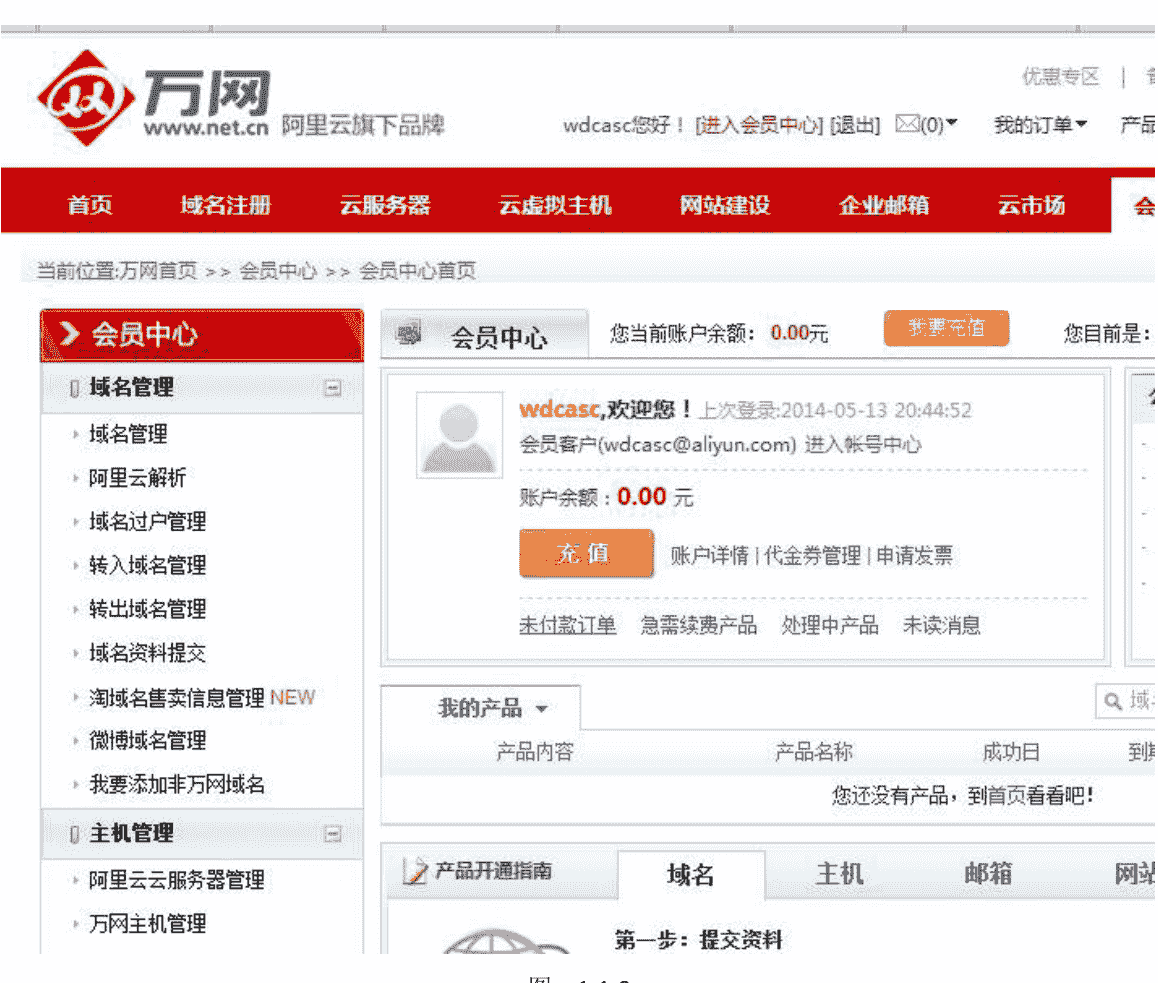 优惠专区 |
万网
www.net.cn 阿里云旗下品牌
wdcasc您好！ [进入会员中心] [退出] (0) 我的订单 产品
首页 域名注册 云服务器 云虚拟主机 网站建设 企业邮箱 云市场 会
当前位置:万网首页 >> 会员中心 >> 会员中心首页
会员中心
域名管理
域名管理
阿里云解析
域名过户管理
转入域名管理
转出域名管理
域名资料提交
淘域名售卖信息管理 NEW
微博域名管理
我要添加非万网域名
主机管理
阿里云云服务器管理
万网主机管理
会员中心 您当前账户余额： 0.00元 我要充值 您目前是：
wdcasc,欢迎您！上次登录:2014-05-13 20:44:52
会员客户(wdcasc@aliyun.com) 进入帐号中心
账户余额：0.00 元
充 值 账户详情 | 代金券管理 | 申请发票
未付款订单 急需续费产品 处理中产品 未读消息
我的产品 域
产品内容 产品名称 成功日 到期
您还没有产品，到首页看看吧！
产品开通指南 域名 主机 邮箱 网站
第一步：提交资料